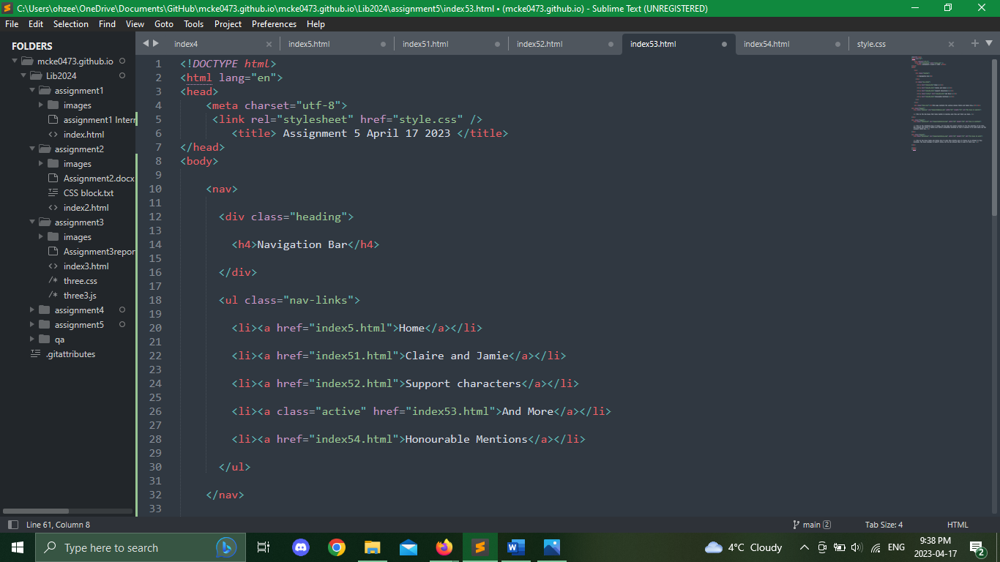 C:\Users\ohzee\OneDrive\Documents\GitHub\mcke0473.github.io\mcke0473.github.io\Lib2024\assignment5\index53.html • (mcke0473.github.io) - Sublime Text (UNREGISTERED)
File Edit Selection Find View Goto Tools Project Preferences Help
FOLDERS
mcke0473.github.io
Lib2024
assignment1
images
assignment1 Interr
index.html
assignment2
images
Assignment2.docx
CSS block.txt
index2.html
assignment3
images
Assignment3repor
index3.html
three.css
three3.js
assignment4
assignment5
qa
.gitattributes
index4 index5.html index51.html index52.html index53.html index54.html style.css
1 <!DOCTYPE html>
2 <html lang="en">
3 <head>
4 <meta charset="utf-8">
5 <link rel="stylesheet" href="style.css" />
6 <title> Assignment 5 April 17 2023 </title>
7 </head>
8 <body>
9
10 <nav>
11
12 <div class="heading">
13
14 <h4>Navigation Bar</h4>
15
16 </div>
17
18 <ul class="nav-links">
19
20 <li><a href="index5.html">Home</a></li>
21
22 <li><a href="index51.html">Claire and Jamie</a></li>
23
24 <li><a href="index52.html">Support characters</a></li>
25
26 <li><a class="active" href="index53.html">And More</a></li>
27
28 <li><a href="index54.html">Honourable Mentions</a></li>
29
30 </ul>
31
32 </nav>
33
Line 61, Column 8 main 2 Tab Size: 4 HTML
Type here to search
4°C Cloudy ENG 9:38 PM
2023-04-17
2